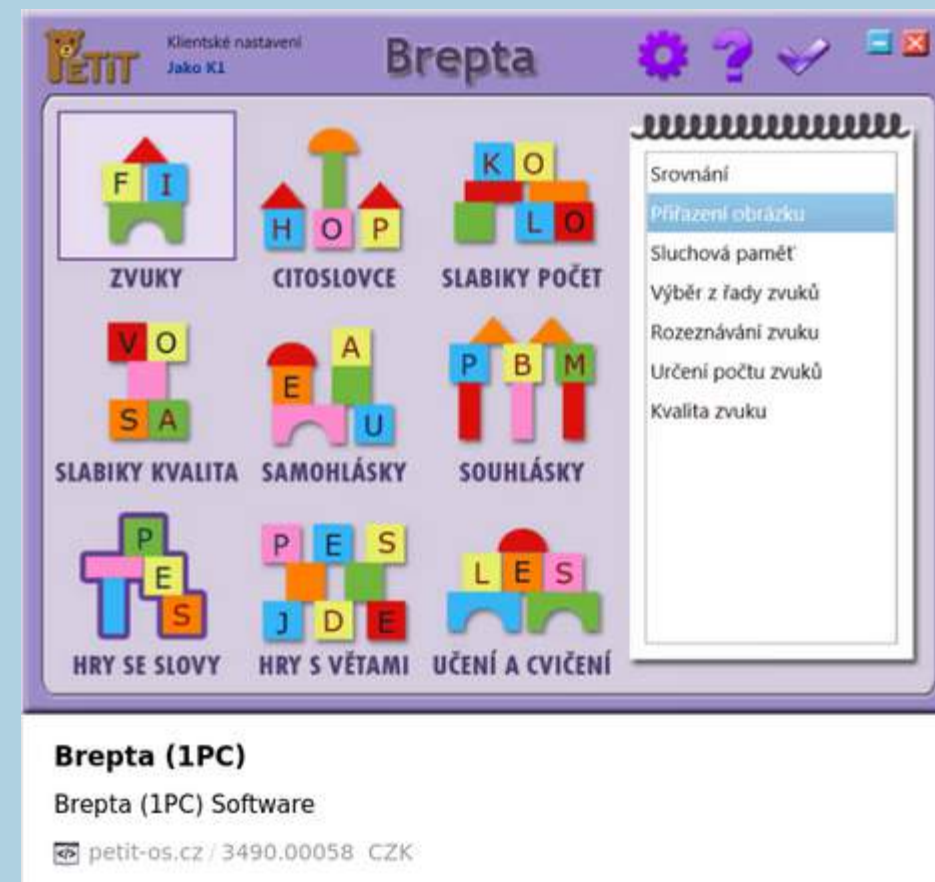 PETIT
Klientské nastavení
Jako K1
Brepta
F I
ZVUKY
H O P
CITOSLOVCE
K O
L O
SLABIKY POČET
V O
S A
SLABIKY KVALITA
A
E
U
SAMOHLÁSKY
P B M
SOUHLÁSKY
P
E
S
HRY SE SLOVY
P E S
J D E
HRY S VĚTAMI
L E S
UČENÍ A CVIČENÍ
Srovnání
Přiřazení obrázku
Sluchová paměť
Výběr z řady zvuků
Rozeznávání zvuku
Určení počtu zvuků
Kvalita zvuku
Brepta (1PC)
Brepta (1PC) Software
petit-os.cz / 3490.00058 CZK